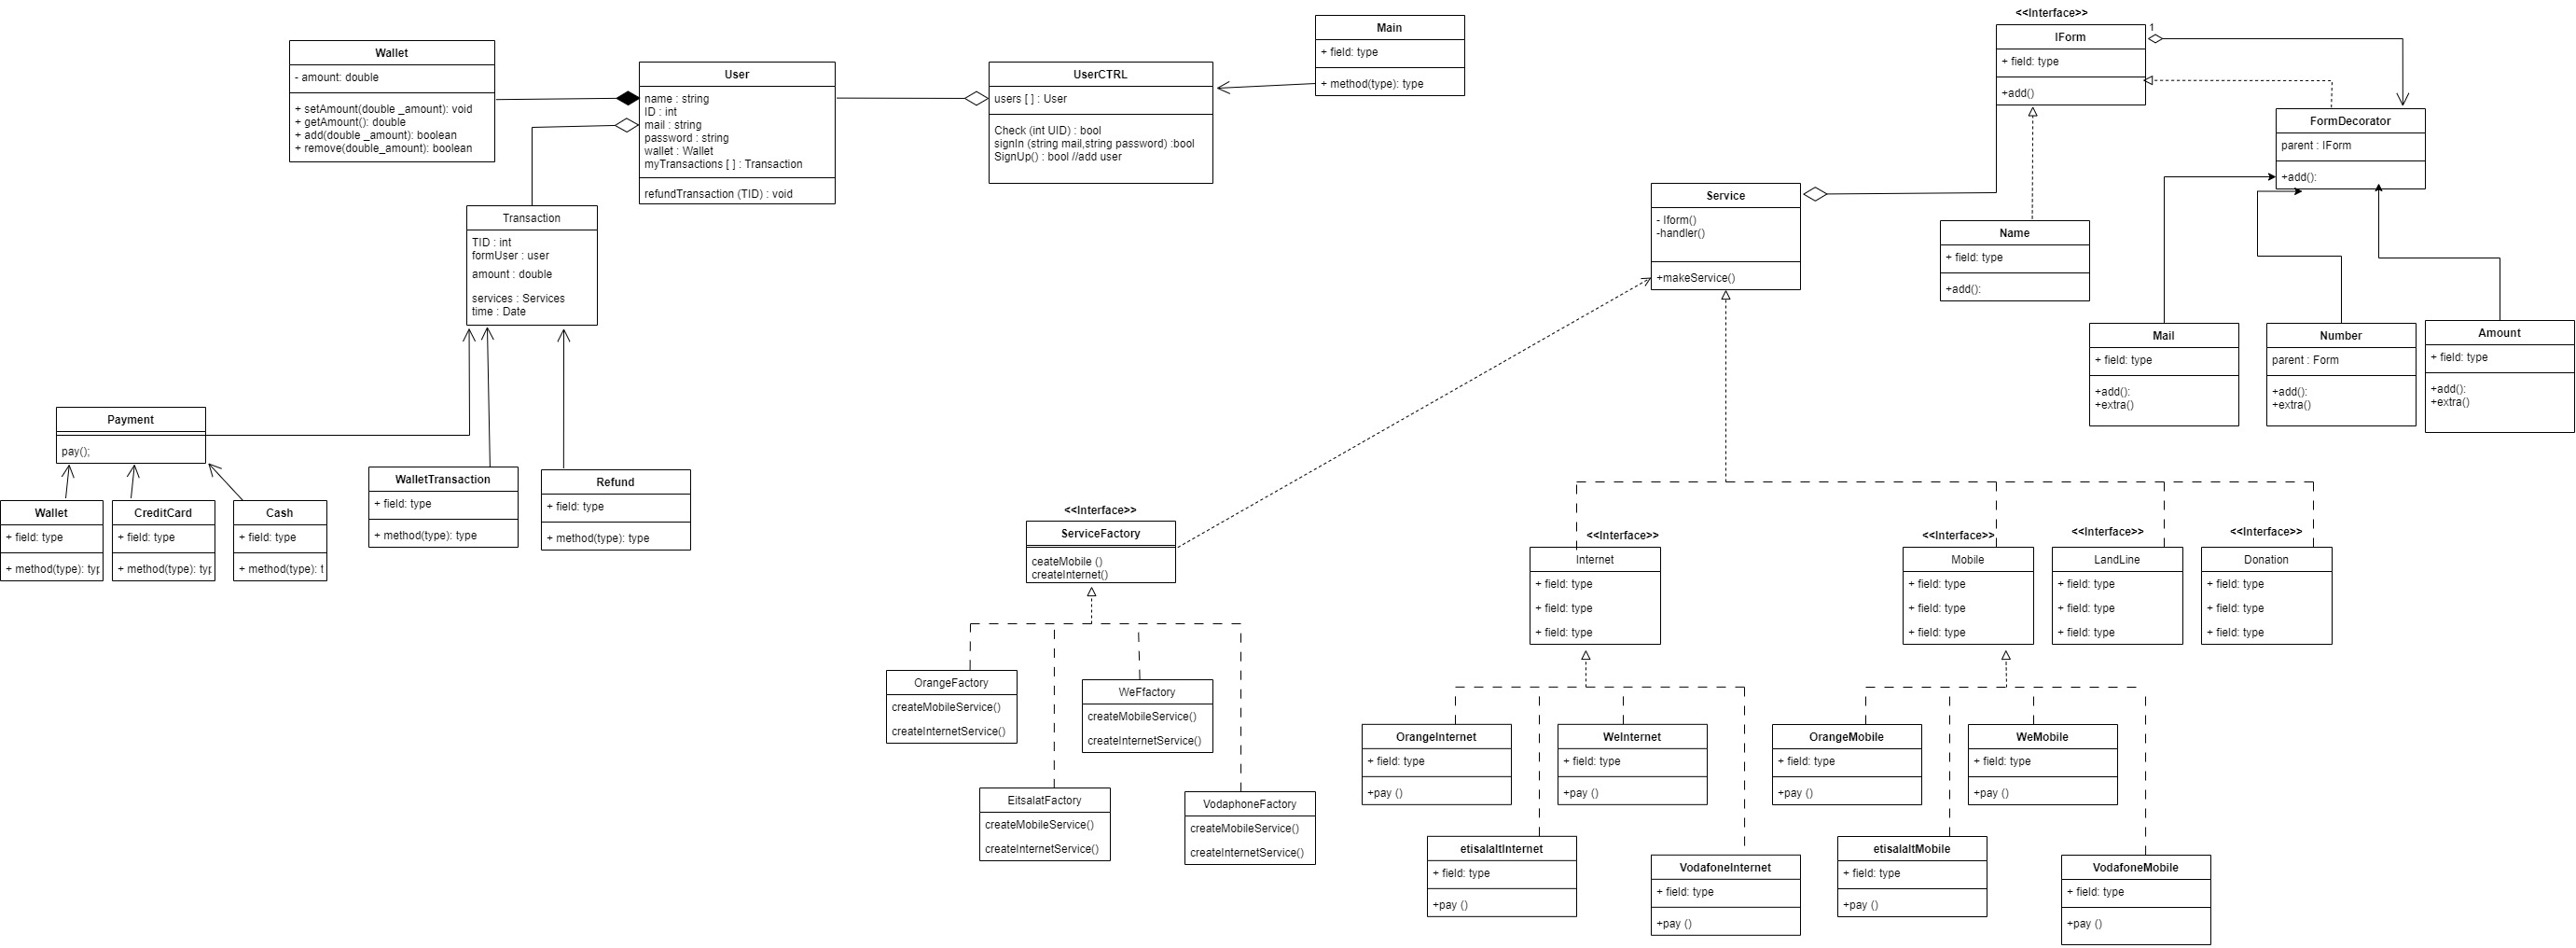 Wallet
- amount: double
+ setAmount(double _amount): void
+ getAmount(): double
+ add(double _amount): boolean
+ remove(double_amount): boolean
User
name : string
ID : int
mail : string
password : string
wallet : Wallet
myTransactions [ ] : Transaction
refundTransaction (TID) : void
UserCTRL
users [ ] : User
Check (int UID) : bool
signIn (string mail,string password) :bool
SignUp() : bool //add user
Main
+ field: type
+ method(type): type
Transaction
TID : int
formUser : user
amount : double
services : Services
time : Date
Payment
pay();
Wallet
+ field: type
+ method(type): typ
CreditCard
+ field: type
+ method(type): typ
Cash
+ field: type
+ method(type): t
WalletTransaction
+ field: type
+ method(type): type
Refund
+ field: type
+ method(type): type
<<Interface>>
IForm
+ field: type
+add()
1
FormDecorator
parent : IForm
+add():
Service
- Iform()
-handler()
+makeService()
Name
+ field: type
+add():
Mail
+ field: type
+add():
+extra()
Number
parent : Form
+add():
+extra()
Amount
+ field: type
+add():
+extra()
<<Interface>>
ServiceFactory
ceateMobile ()
createInternet()
OrangeFactory
createMobileService()
createInternetService()
WeFfactory
createMobileService()
createInternetService()
EitsalatFactory
createMobileService()
createInternetService()
VodaphoneFactory
createMobileService()
createInternetService()
<<Interface>>
Internet
+ field: type
+ field: type
+ field: type
<<Interface>>
Mobile
+ field: type
+ field: type
+ field: type
<<Interface>>
LandLine
+ field: type
+ field: type
+ field: type
<<Interface>>
Donation
+ field: type
+ field: type
+ field: type
OrangeInternet
+ field: type
+pay ()
WeInternet
+ field: type
+pay ()
OrangeMobile
+ field: type
+pay ()
WeMobile
+ field: type
+pay ()
etisalaltInternet
+ field: type
+pay ()
VodafoneInternet
+ field: type
+pay ()
etisalaltMobile
+ field: type
+pay ()
VodafoneMobile
+ field: type
+pay ()